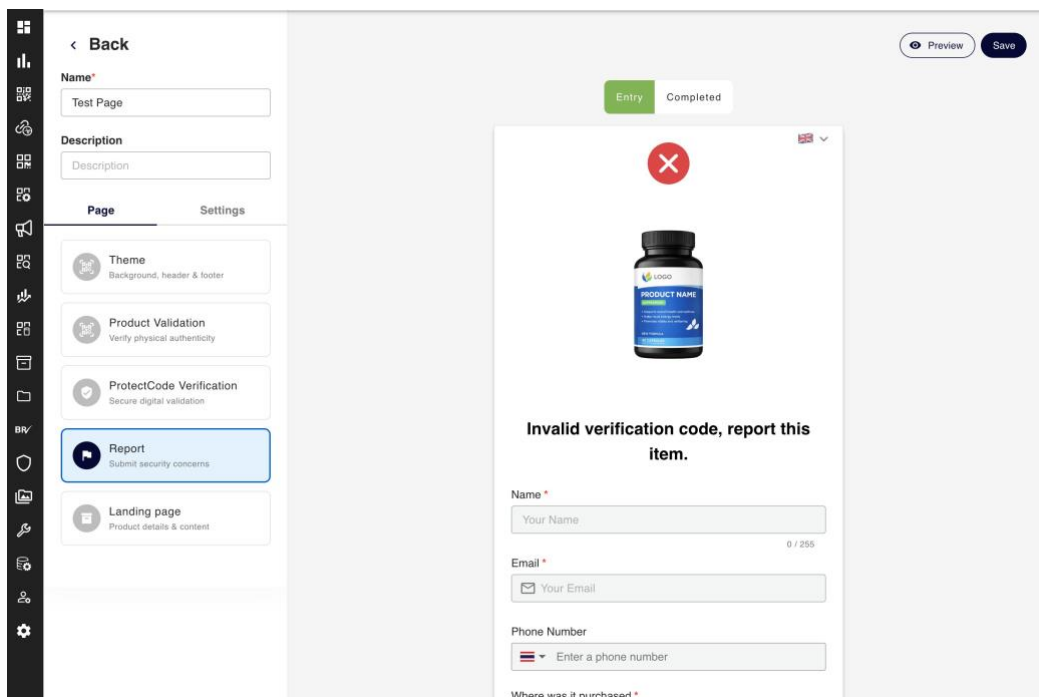 Back
Preview
Save
Name*
Test Page
Description
Description
Page
Settings
Theme
Background, header & footer
Product Validation
Verify physical authenticity
ProtectCode Verification
Secure digital validation
Report
Submit security concerns
Landing page
Product details & content
BR
Entry
Completed
LOGO
PRODUCT NAME
Invalid verification code, report this
item.
Name *
Your Name
0 / 255
Email *
Your Email
Phone Number
Enter a phone number
Where was it purchased *